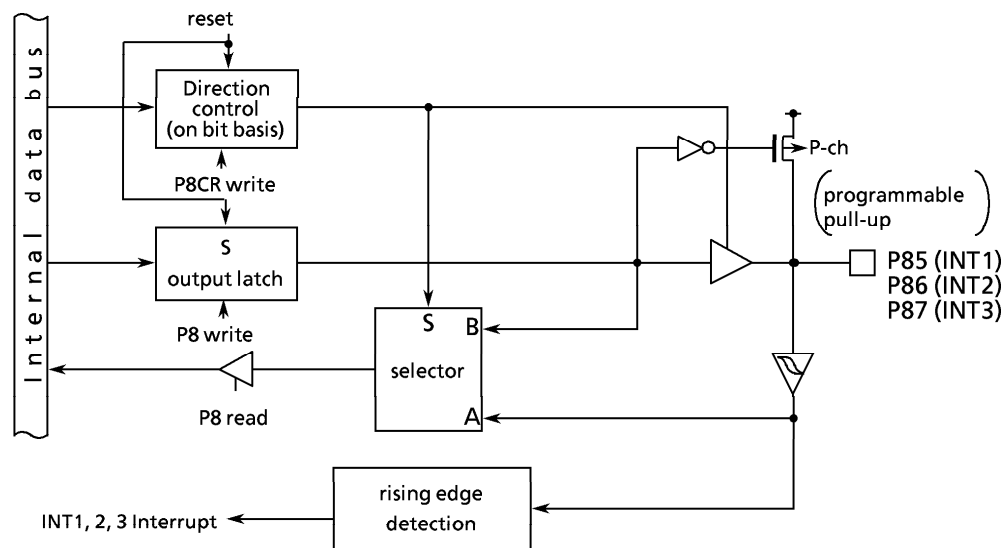 Internal data bus
reset
Direction
control
(on bit basis)
P8CR write
S
output latch
P8 write
P8 read
S
B
selector
A
P-ch
programmable
pull-up
P85 (INT1)
P86 (INT2)
P87 (INT3)
rising edge
detection
INT1, 2, 3 Interrupt